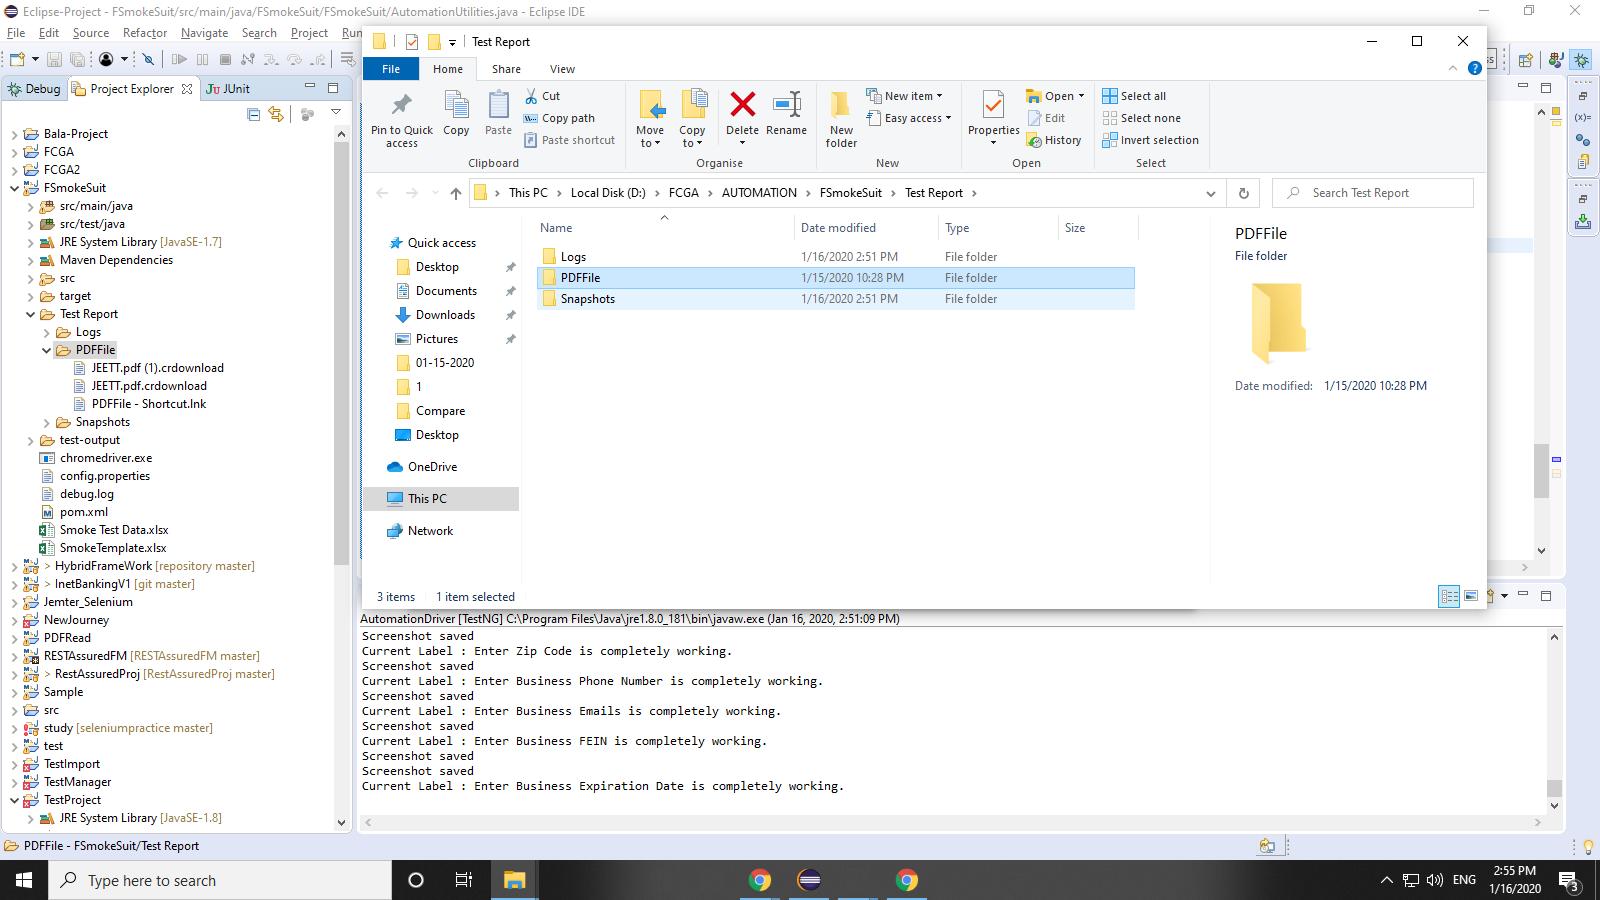 Eclipse-Project - FSmokeSuit/src/main/java/FSmokeSuit/FSmokeSuit/AutomationUtilities.java - Eclipse IDE
File Edit Source Refactor Navigate Search Project Run
Debug Project Explorer JUnit
Bala-Project
FCGA
FCGA2
FSmokeSuit
src/main/java
src/test/java
JRE System Library [JavaSE-1.7]
Maven Dependencies
src
target
Test Report
Logs
PDFFile
JEETT.pdf (1).crdownload
JEETT.pdf.crdownload
PDFFile - Shortcut.lnk
Snapshots
test-output
chromedriver.exe
config.properties
debug.log
pom.xml
Smoke Test Data.xlsx
SmokeTemplate.xlsx
> HybridFrameWork [repository master]
> InetBankingV1 [git master]
Jemter_Selenium
NewJourney
PDFRead
RESTAssuredFM [RESTAssuredFM master]
> RestAssuredProj [RestAssuredProj master]
Sample
src
study [seleniumpractice master]
test
TestImport
TestManager
TestProject
JRE System Library [JavaSE-1.8]
PDFFile - FSmokeSuit/Test Report
Test Report
File Home Share View
Pin to Quick access
Copy
Paste
Cut
Copy path
Paste shortcut
Clipboard
Move to
Copy to
Delete
Rename
Organise
New folder
New item
Easy access
New
Properties
Open
Edit
History
Open
Select all
Select none
Invert selection
Select
This PC > Local Disk (D:) > FCGA > AUTOMATION > FSmokeSuit > Test Report >
Search Test Report
Quick access
Desktop
Documents
Downloads
Pictures
01-15-2020
1
Compare
Desktop
OneDrive
This PC
Network
Name Date modified Type Size
Logs 1/16/2020 2:51 PM File folder
PDFFile 1/15/2020 10:28 PM File folder
Snapshots 1/16/2020 2:51 PM File folder
PDFFile
File folder
Date modified: 1/15/2020 10:28 PM
3 items 1 item selected
AutomationDriver [TestNG] C:\Program Files\Java\jre1.8.0_181\bin\javaw.exe (Jan 16, 2020, 2:51:09 PM)
Screenshot saved
Current Label : Enter Zip Code is completely working.
Screenshot saved
Current Label : Enter Business Phone Number is completely working.
Screenshot saved
Current Label : Enter Business Emails is completely working.
Screenshot saved
Current Label : Enter Business FEIN is completely working.
Screenshot saved
Screenshot saved
Current Label : Enter Business Expiration Date is completely working.
Type here to search
ENG
2:55 PM
1/16/2020
3